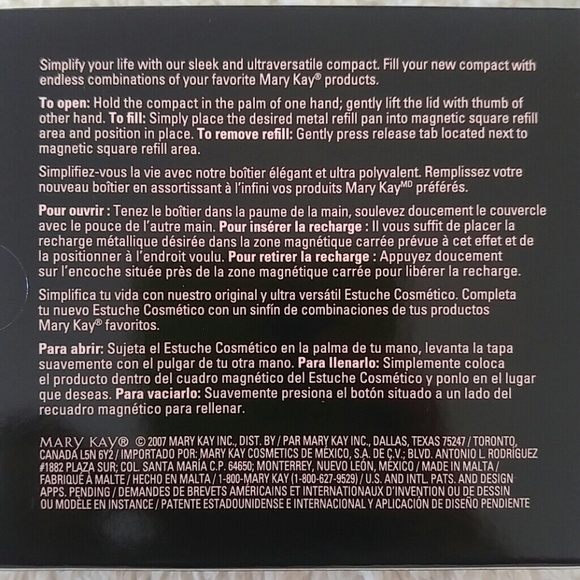 Simplify your life with our sleek and ultraversatile compact. Fill your new compact with
endless combinations of your favorite Mary Kay® products.
To open: Hold the compact in the palm of one hand; gently lift the lid with thumb of
other hand. To fill: Simply place the desired metal refill pan into magnetic square refill
area and position in place. To remove refill: Gently press release tab located next to
magnetic square refill area.
Simplifiez-vous la vie avec notre boîtier élégant et ultra polyvalent. Remplissez votre
nouveau boîtier en assortissant à l'infini vos produits Mary Kay MD préférés.
Pour ouvrir : Tenez le boîtier dans la paume de la main, soulevez doucement le couvercle
avec le pouce de l'autre main. Pour insérer la recharge : Il vous suffit de placer la
recharge métallique désirée dans la zone magnétique carrée prévue à cet effet et de
la positionner à l'endroit voulu. Pour retirer la recharge : Appuyez doucement
sur l'encoche située près de la zone magnétique carrée pour libérer la recharge.
Simplifica tu vida con nuestro original y ultra versátil Estuche Cosmético. Completa
tu nuevo Estuche Cosmético con un sinfín de combinaciones de tus productos
Mary Kay® favoritos.
Para abrir: Sujeta el Estuche Cosmético en la palma de tu mano, levanta la tapa
suavemente con el pulgar de tu otra mano. Para llenarlo: Simplemente coloca
el producto dentro del cuadro magnético del Estuche Cosmético y ponlo en el lugar
que deseas. Para vaciarlo: Suavemente presiona el botón situado a un lado del
recuadro magnético para rellenar.
MARY KAY® © 2007 MARY KAY INC., DIST. BY / PAR MARY KAY INC., DALLAS, TEXAS 75247 / TORONTO,
CANADA L5N 6Y2 / IMPORTADO POR: MARY KAY COSMETICS DE MÉXICO, S.A. DE C.V.; BLVD. ANTONIO L. RODRÍGUEZ
#1882 PLAZA SUR; COL. SANTA MARÍA C.P. 64650; MONTERREY, NUEVO LEÓN, MÉXICO / MADE IN MALTA /
FABRIQUÉ À MALTE / HECHO EN MALTA / 1-800-MARY KAY (1-800-627-9529) / U.S. AND INTL. PATS. AND DESIGN
APPS. PENDING / DEMANDES DE BREVETS AMÉRICAINS ET INTERNATIONAUX D'INVENTION OU DE DESSIN
OU MODÈLE EN INSTANCE / PATENTE ESTADOUNIDENSE E INTERNACIONAL Y APLICACIÓN DE DISEÑO PENDIENTE